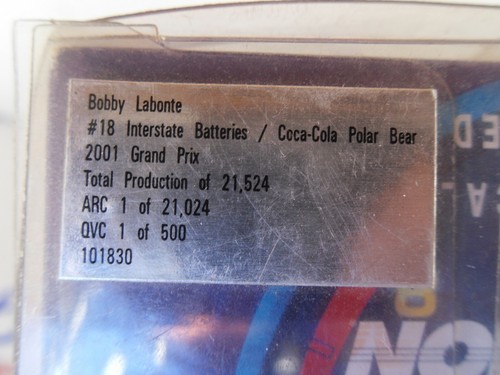 Bobby Labonte
#18 Interstate Batteries / Coca-Cola Polar Bear
2001 Grand Prix
Total Production of 21,524
ARC 1 of 21,024
QVC 1 of 500
101830